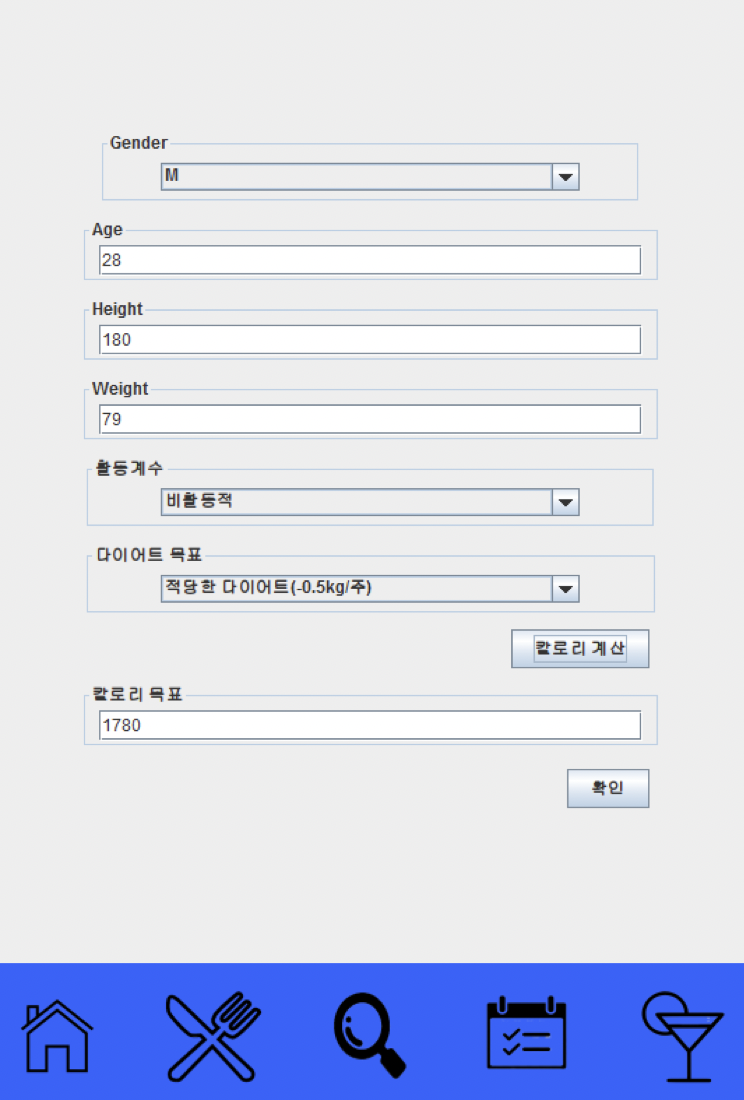 Gender
M
Age
28
Height
180
Weight
79
활동계수
비활동적
다이어트 목표
적당한 다이어트(-0.5kg/주)
칼로리 계산
칼로리 목표
1780
확인